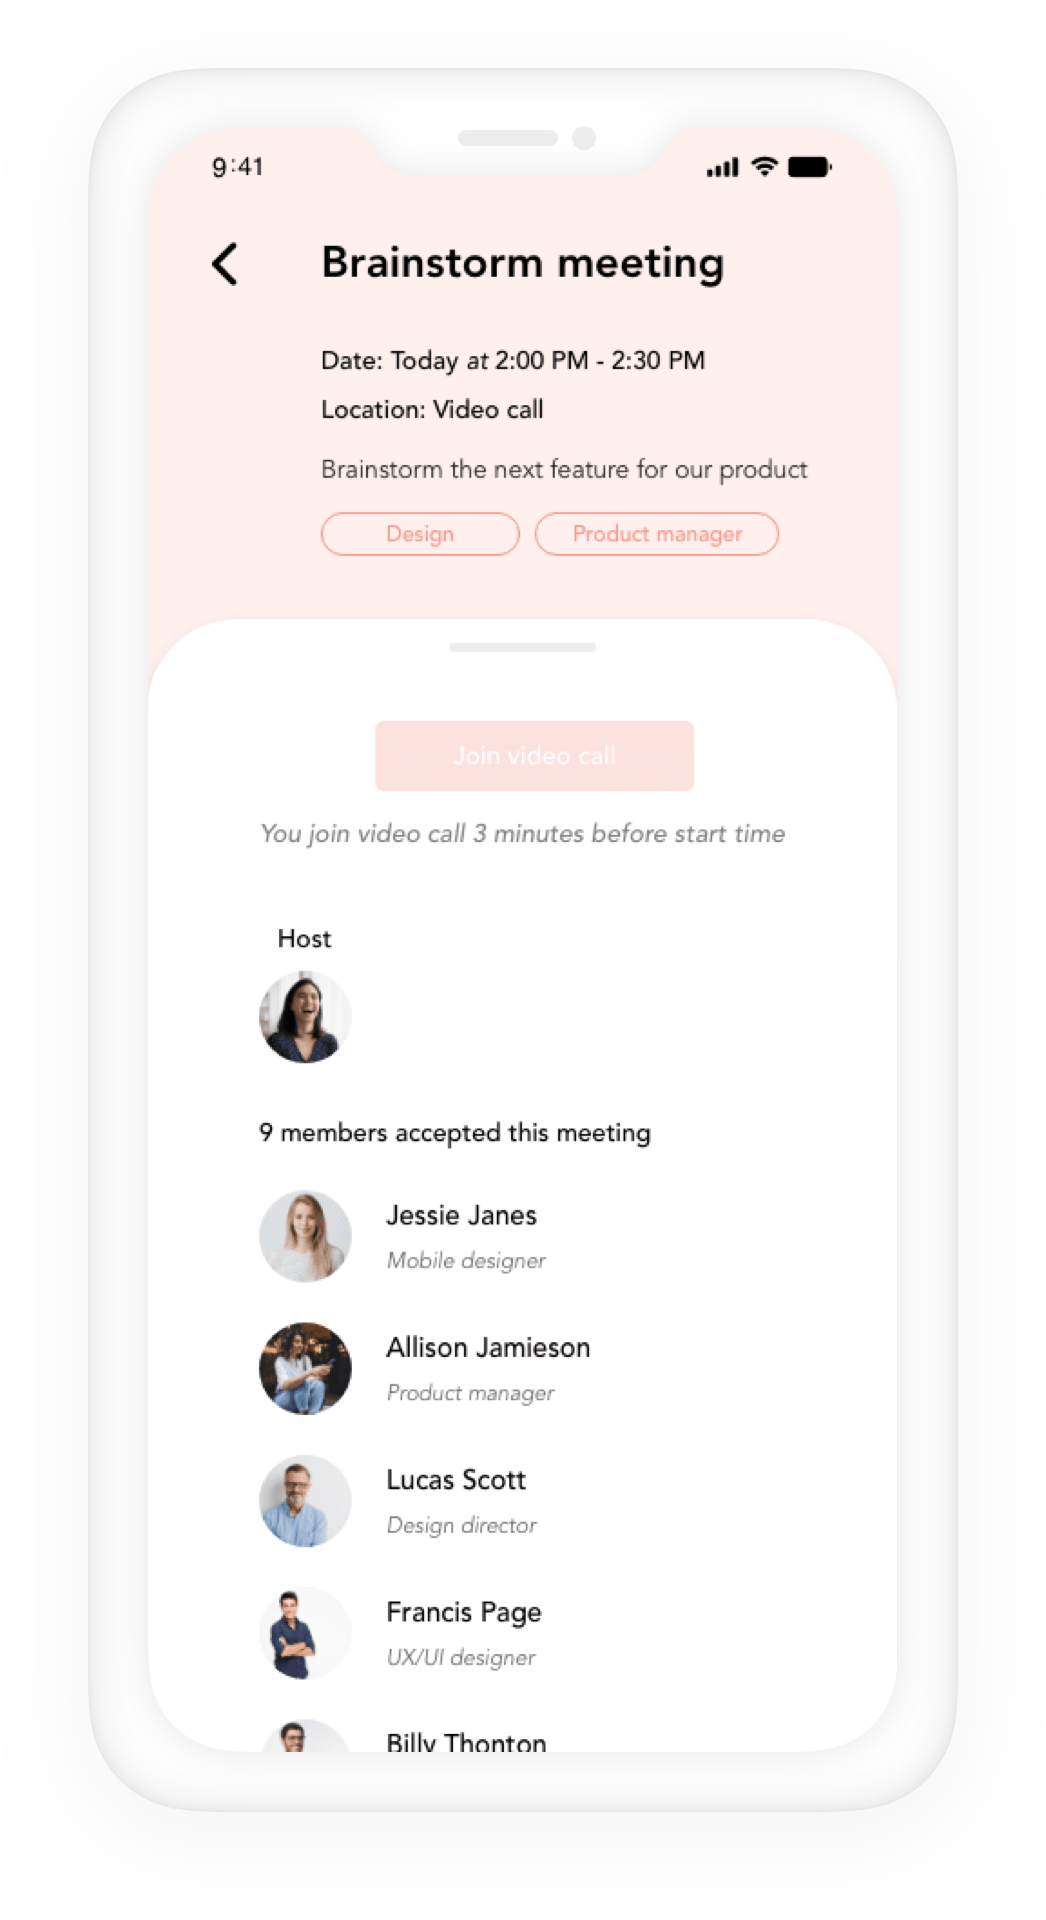 9:41
Brainstorm meeting
Date: Today at 2:00 PM - 2:30 PM
Location: Video call
Brainstorm the next feature for our product
Design
Product manager
Join video call
You join video call 3 minutes before start time
Host
9 members accepted this meeting
Jessie Janes
Mobile designer
Allison Jamieson
Product manager
Lucas Scott
Design director
Francis Page
UX/UI designer
Billy Thonton